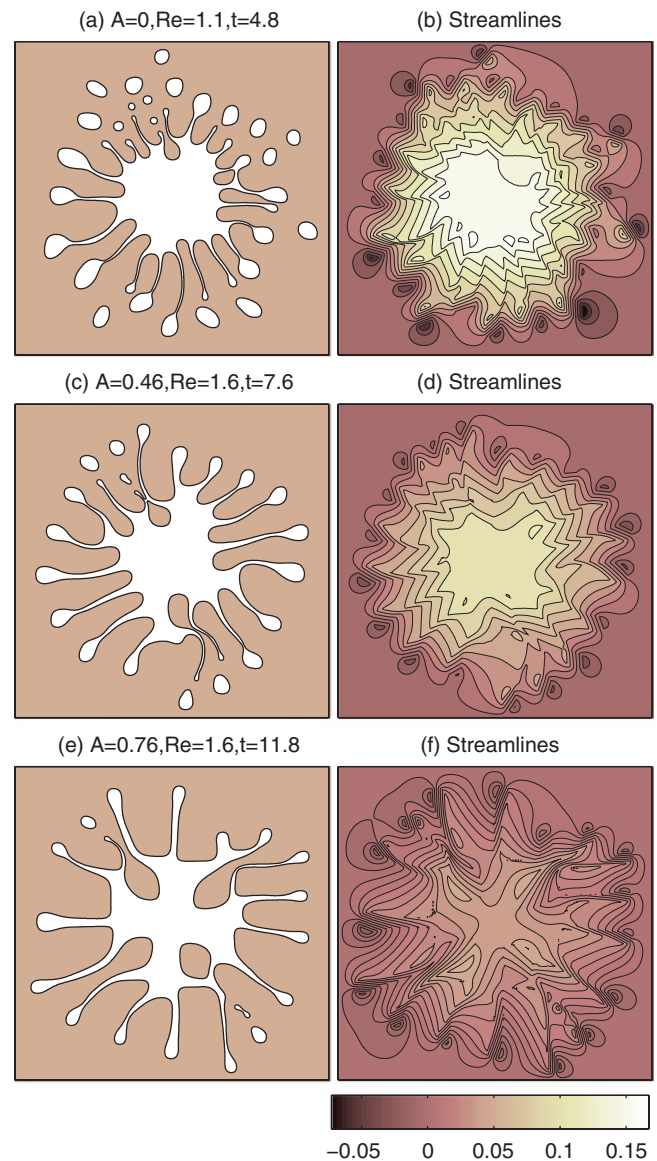 (a) A=0,Re=1.1,t=4.8
(b) Streamlines
(c) A=0.46,Re=1.6,t=7.6
(d) Streamlines
(e) A=0.76,Re=1.6,t=11.8
(f) Streamlines
−0.05 0 0.05 0.1 0.15